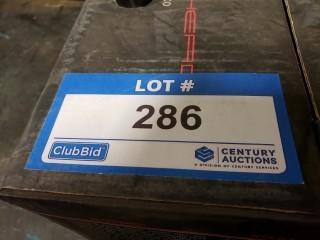 LOT #
286
ClubBid
CENTURY
AUCTIONS
A DIVISION OF CENTURY SERVICES